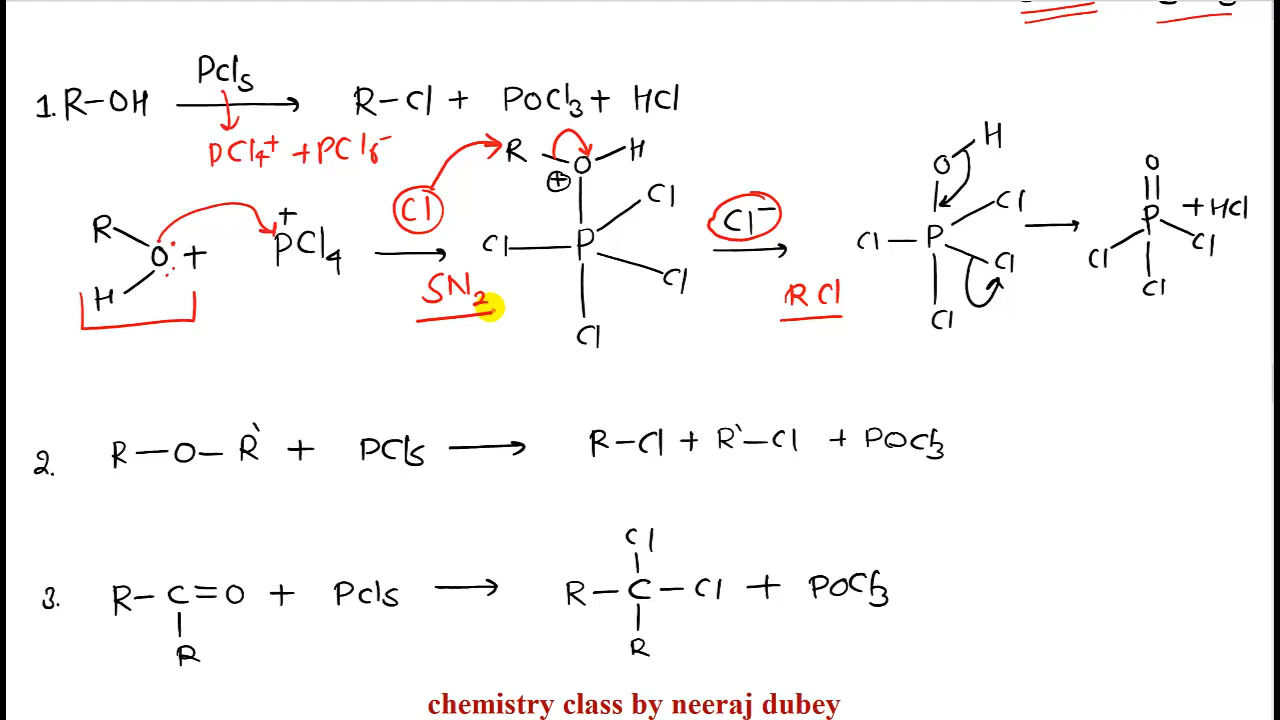 1. R-OH PCl5 R-Cl + POCl3 + HCl
PCl4+ + PCl6-
R O H + +PCl4 Cl SN2 R O H ⊕ Cl Cl P Cl Cl Cl- RCl O H Cl P Cl Cl Cl O P Cl Cl Cl + HCl
2. R-O-R` + PCl5 → R-Cl + R`-Cl + POCl3
Cl
3. R-C=O + PCl5 → R-C-Cl + POCl3
R R
chemistry class by neeraj dubey